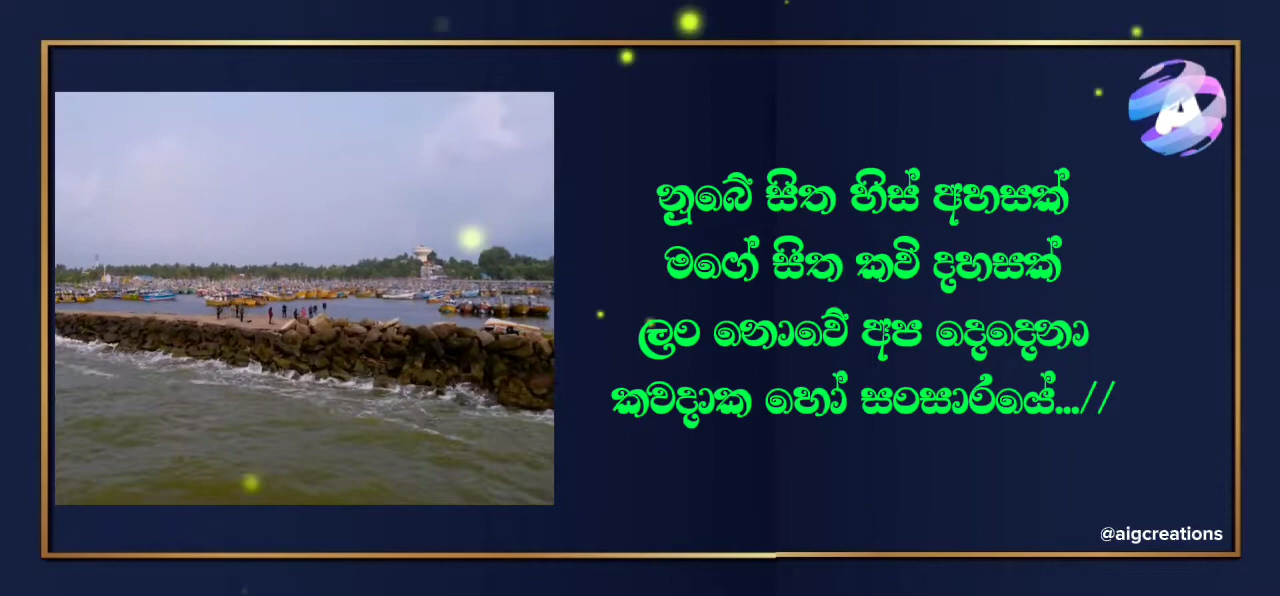 A
නුබේ සිත හිස් අහසක්
මගේ සිත කවි දහසක්
ලං නොවේ අප දෙදෙනා
කවදාක හෝ සංසාරයේ...//
@aigcreations